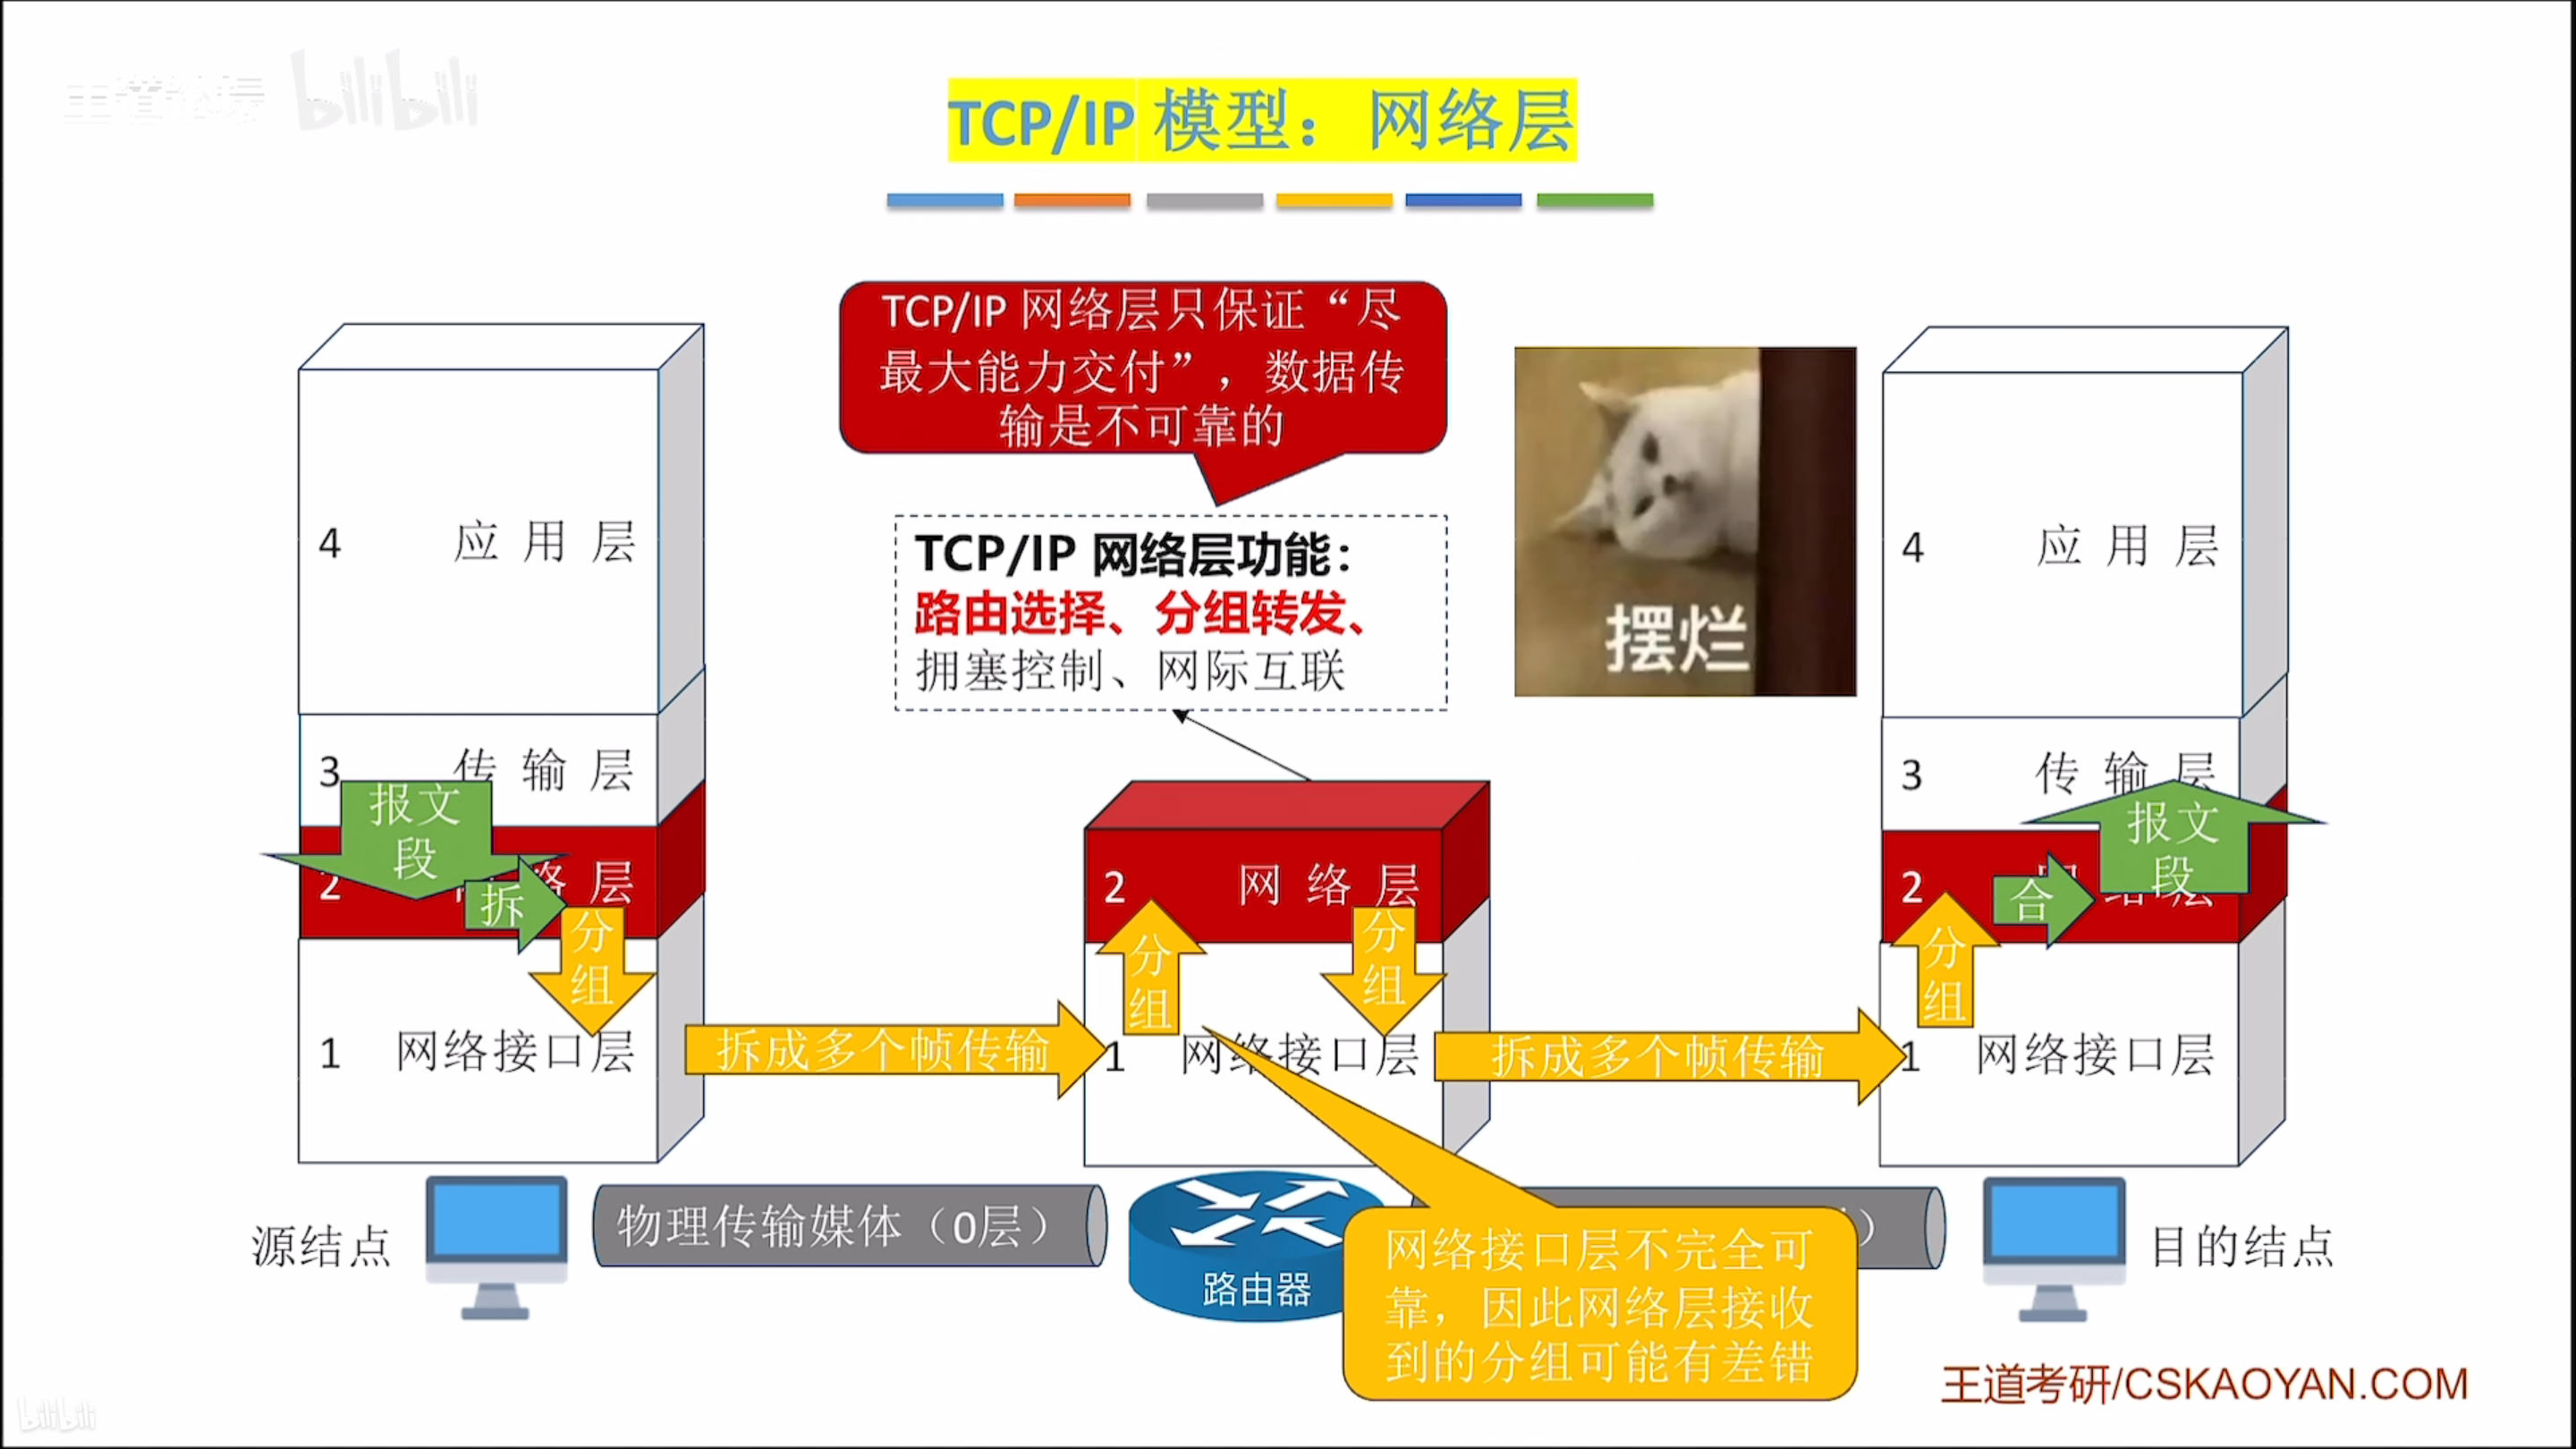 王道论坛 bilibili
TCP/IP 模型：网络层
TCP/IP 网络层只保证“尽
最大能力交付”，数据传
输是不可靠的
TCP/IP 网络层功能：
路由选择、分组转发、
拥塞控制、网际互联
摆烂
4 应用层
3 传输层
报文
段
2 络层
拆
分
组
1 网络接口层
拆成多个帧传输
2 网络层
分
组
分
组
1 网络接口层
拆成多个帧传输
4 应用层
3 传输层
报文
段
2 网络层
合
分
组
1 网络接口层
源结点
物理传输媒体（0层）
路由器
）
目的结点
网络接口层不完全可
靠，因此网络层接收
到的分组可能有差错
王道考研/CSKAOYAN.COM
bilibili